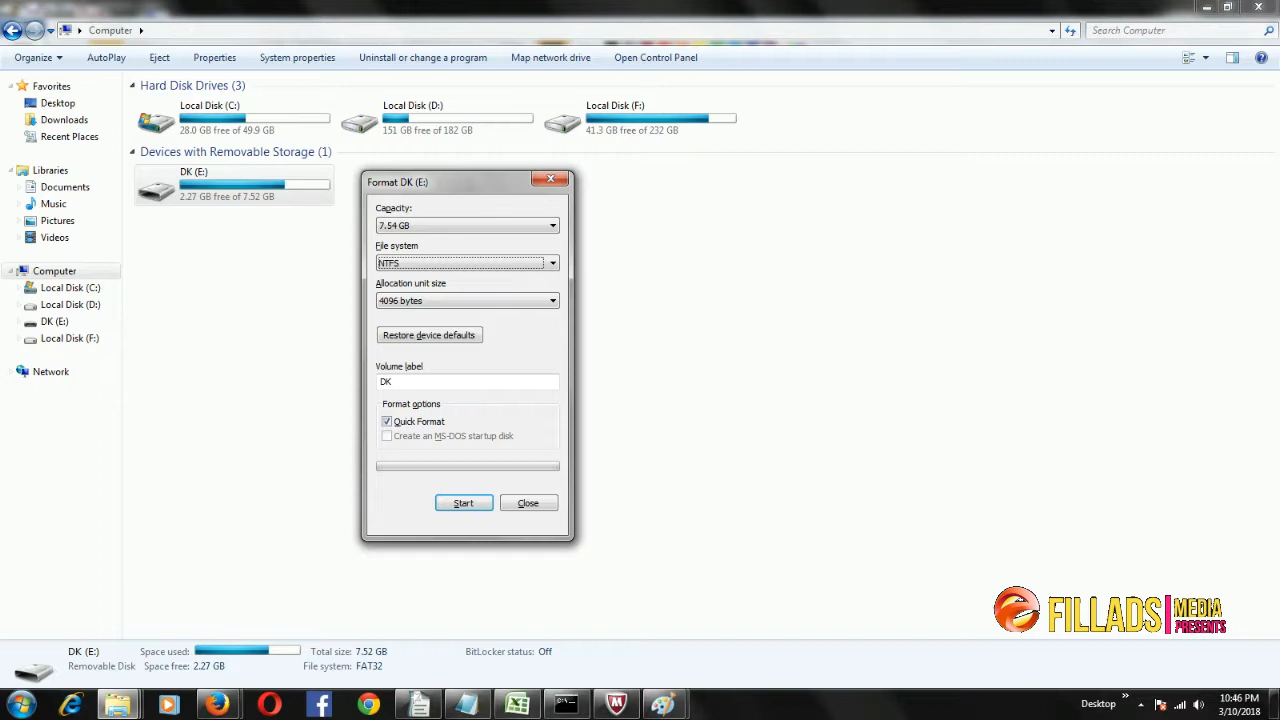 Computer
Search Computer
Organize
AutoPlay
Eject
Properties
System properties
Uninstall or change a program
Map network drive
Open Control Panel
Favorites
Desktop
Downloads
Recent Places
Libraries
Documents
Music
Pictures
Videos
Computer
Local Disk (C:)
Local Disk (D:)
DK (E:)
Local Disk (F:)
Network
Hard Disk Drives (3)
Local Disk (C:)
28.0 GB free of 49.9 GB
Local Disk (D:)
151 GB free of 182 GB
Local Disk (F:)
41.3 GB free of 232 GB
Devices with Removable Storage (1)
DK (E:)
2.27 GB free of 7.52 GB
Format DK (E:)
Capacity:
7.54 GB
File system
NTFS
Allocation unit size
4096 bytes
Restore device defaults
Volume label
DK
Format options
Quick Format
Create an MS-DOS startup disk
Start
Close
FILLADS MEDIA
PRESENTS
DK (E:)
Removable Disk
Space used:
Space free: 2.27 GB
Total size: 7.52 GB
File system: FAT32
BitLocker status: Off
Desktop
10:46 PM
3/10/2018